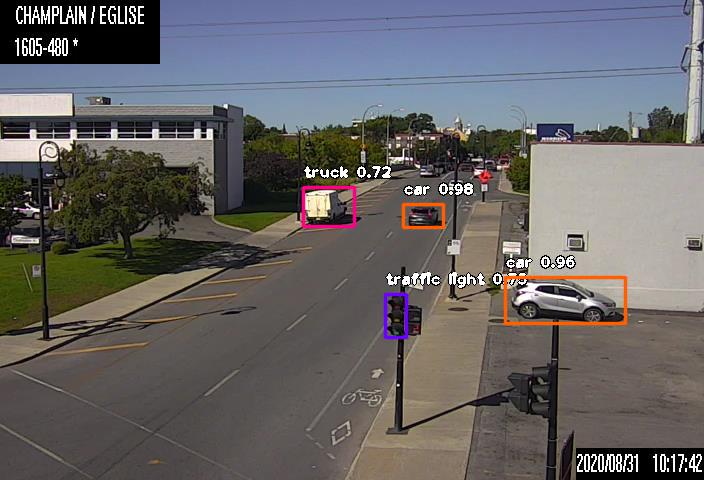 CHAMPLAIN / EGLISE
1605-480 *
truck 0.72
car 0.98
car 0.96
traffic light 0.75
2020/08/31 10:17:42